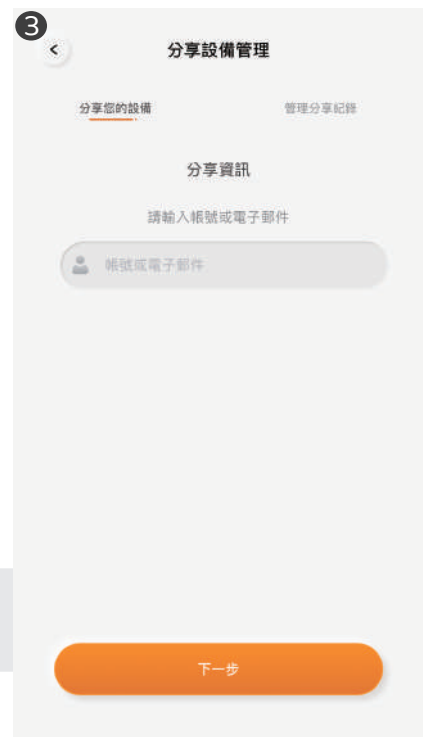 3
分享設備管理
分享您的設備 管理分享紀錄
分享資訊
請輸入帳號或電子郵件
帳號或電子郵件
下一步